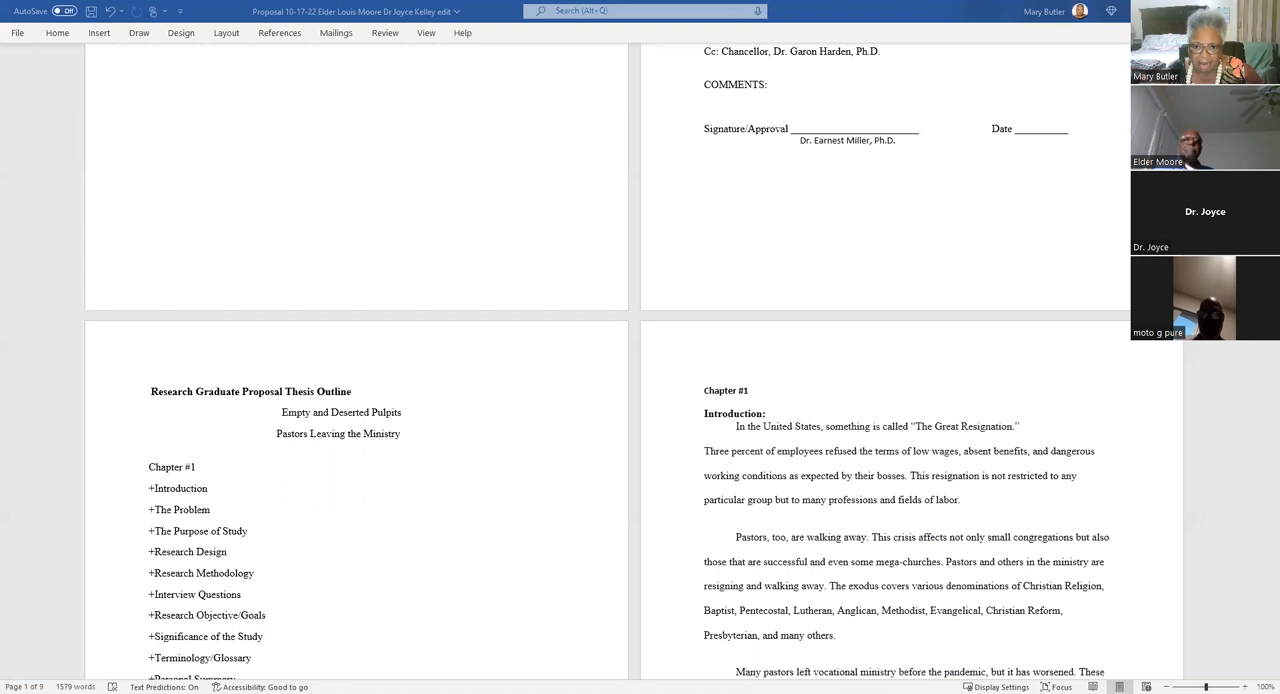 AutoSave Off
Proposal 10-17-22 Elder Louis Moore Dr Joyce Kelley edit
Search (Alt+Q)
Mary Butler
File Home Insert Draw Design Layout References Mailings Review View Help
Cc: Chancellor, Dr. Garon Harden, Ph.D.
COMMENTS:
Signature/Approval ________________________ Date __________
Dr. Earnest Miller, Ph.D.
Research Graduate Proposal Thesis Outline
Empty and Deserted Pulpits
Pastors Leaving the Ministry
Chapter #1
+Introduction
+The Problem
+The Purpose of Study
+Research Design
+Research Methodology
+Interview Questions
+Research Objective/Goals
+Significance of the Study
+Terminology/Glossary
+Personal Summary
Chapter #1
Introduction:
In the United States, something is called “The Great Resignation.”
Three percent of employees refused the terms of low wages, absent benefits, and dangerous
working conditions as expected by their bosses. This resignation is not restricted to any
particular group but to many professions and fields of labor.
Pastors, too, are walking away. This crisis affects not only small congregations but also
those that are successful and even some mega-churches. Pastors and others in the ministry are
resigning and walking away. The exodus covers various denominations of Christian Religion,
Baptist, Pentecostal, Lutheran, Anglican, Methodist, Evangelical, Christian Reform,
Presbyterian, and many others.
Many pastors left vocational ministry before the pandemic, but it has worsened. These
Mary Butler
Elder Moore
Dr. Joyce
Dr. Joyce
moto g pure
Page 1 of 9 1579 words Text Predictions: On Accessibility: Good to go Display Settings Focus 100%